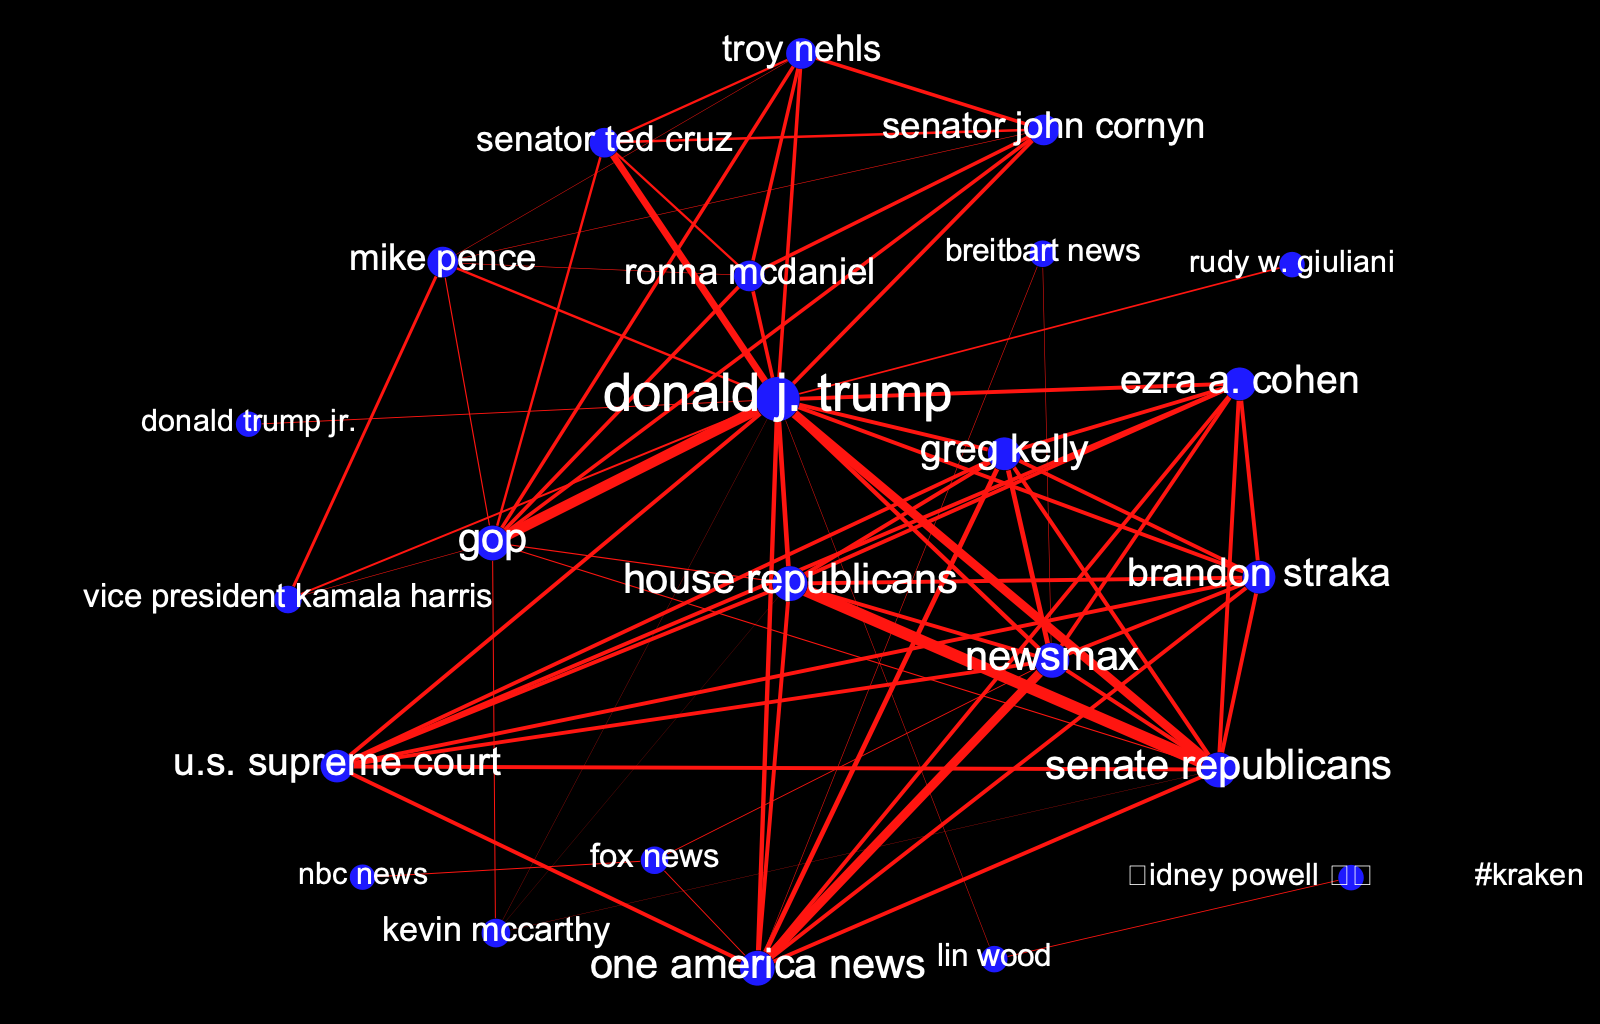 troy nehls
senator john cornyn
senator ted cruz
breitbart news
mike pence
rudy w. giuliani
ronna mcdaniel
ezra a. cohen
donald j. trump
donald trump jr.
greg kelly
gop
brandon straka
house republicans
vice president kamala harris
newsmax
u.s. supreme court
senate republicans
fox news
nbc news
□idney powell □□ #kraken
kevin mccarthy
lin wood
one america news